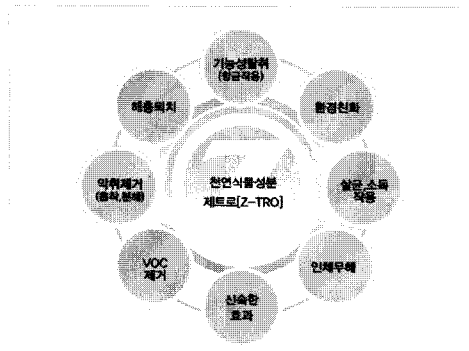 기능성탈취
(항균작용)
환경친화
살균,소독
작용
인체무해
신속한
효과
VOC
제거
악취제거
(흡착,분해)
해충퇴치
천연식물성분
제트로[Z-TRO]